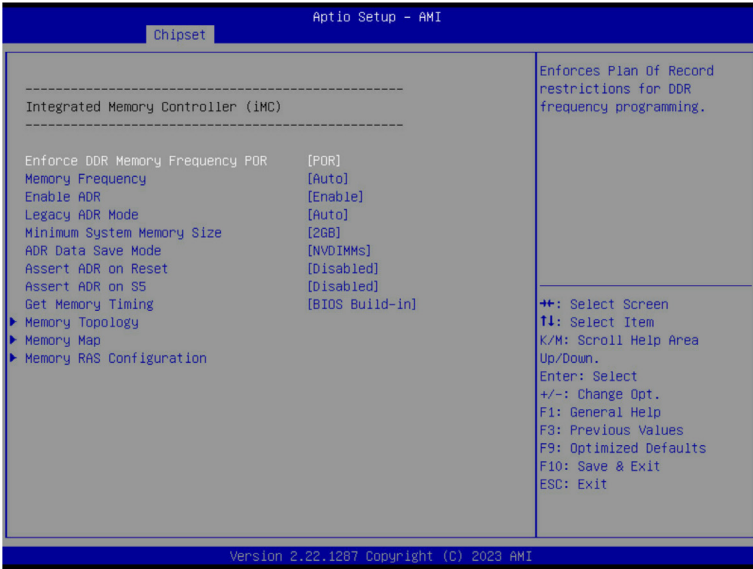 Aptio Setup – AMI
Chipset
------------------------------------------------
Integrated Memory Controller (iMC)
------------------------------------------------
Enforce DDR Memory Frequency POR [POR]
Memory Frequency [Auto]
Enable ADR [Enable]
Legacy ADR Mode [Auto]
Minimum System Memory Size [2GB]
ADR Data Save Mode [NVDIMMs]
Assert ADR on Reset [Disabled]
Assert ADR on S5 [Disabled]
Get Memory Timing [BIOS Build-in]
Memory Topology
Memory Map
Memory RAS Configuration
Enforces Plan Of Record
restrictions for DDR
frequency programming.
→←: Select Screen
↑↓: Select Item
K/M: Scroll Help Area
Up/Down.
Enter: Select
+/-: Change Opt.
F1: General Help
F3: Previous Values
F9: Optimized Defaults
F10: Save & Exit
ESC: Exit
Version 2.22.1287 Copyright (C) 2023 AMI